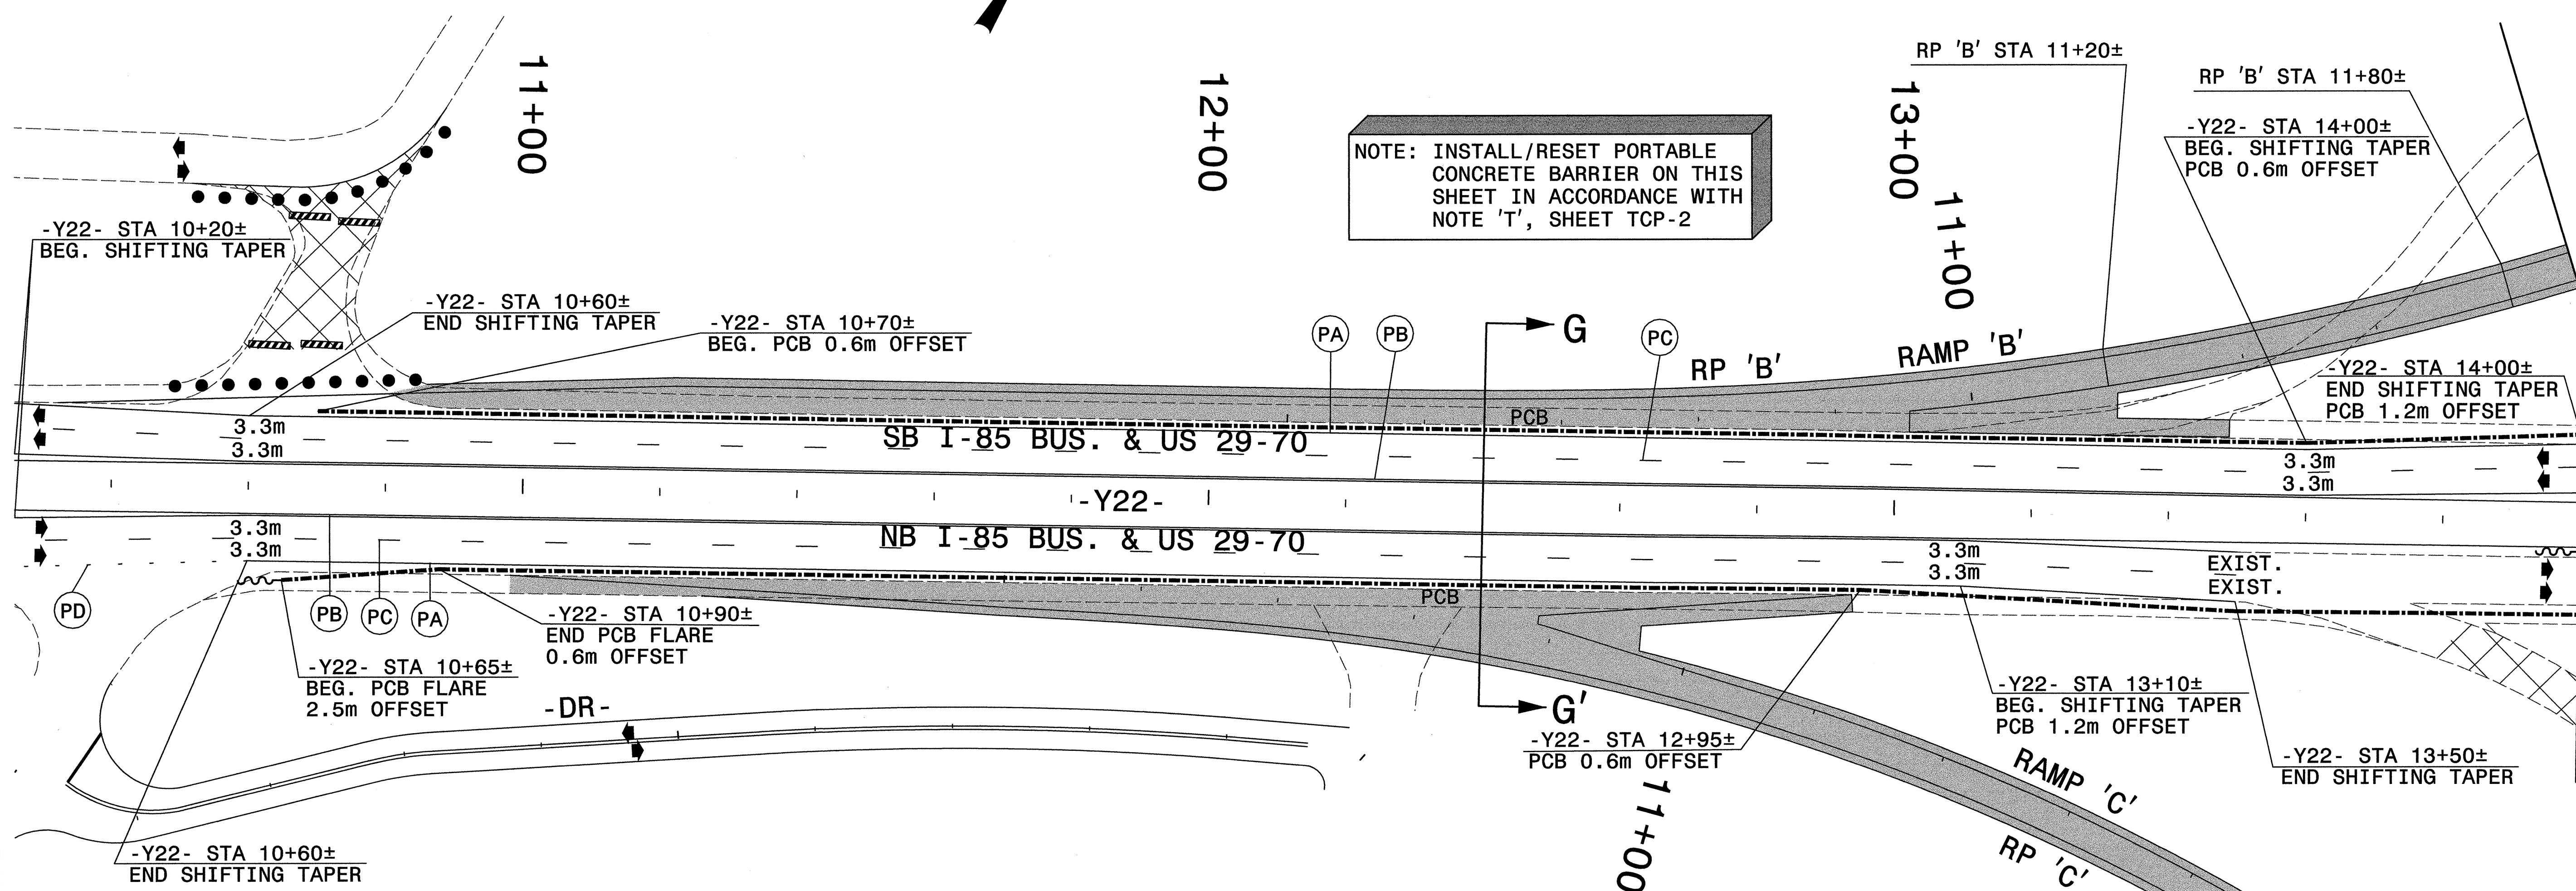 11+00
12+00
13+00
11+00
RP 'B' STA 11+20±
RP 'B' STA 11+80±
-Y22- STA 14+00±
BEG. SHIFTING TAPER
PCB 0.6m OFFSET
NOTE: INSTALL/RESET PORTABLE
CONCRETE BARRIER ON THIS
SHEET IN ACCORDANCE WITH
NOTE 'T', SHEET TCP-2
-Y22- STA 10+20±
BEG. SHIFTING TAPER
-Y22- STA 10+60±
END SHIFTING TAPER
-Y22- STA 10+70±
BEG. PCB 0.6m OFFSET
PA
PB
G
PC
RP 'B'
RAMP 'B'
-Y22- STA 14+00±
END SHIFTING TAPER
PCB 1.2m OFFSET
PCB
3.3m
3.3m
SB I-85 BUS. & US 29-70
3.3m
3.3m
-Y22-
3.3m
3.3m
NB I-85 BUS. & US 29-70
3.3m
3.3m
EXIST.
EXIST.
PD
PB
PC
PA
PCB
-Y22- STA 10+90±
END PCB FLARE
0.6m OFFSET
-Y22- STA 10+65±
BEG. PCB FLARE
2.5m OFFSET
-DR-
G'
-Y22- STA 12+95±
PCB 0.6m OFFSET
-Y22- STA 13+10±
BEG. SHIFTING TAPER
PCB 1.2m OFFSET
-Y22- STA 13+50±
END SHIFTING TAPER
RAMP 'C'
RP 'C'
11+00
-Y22- STA 10+60±
END SHIFTING TAPER